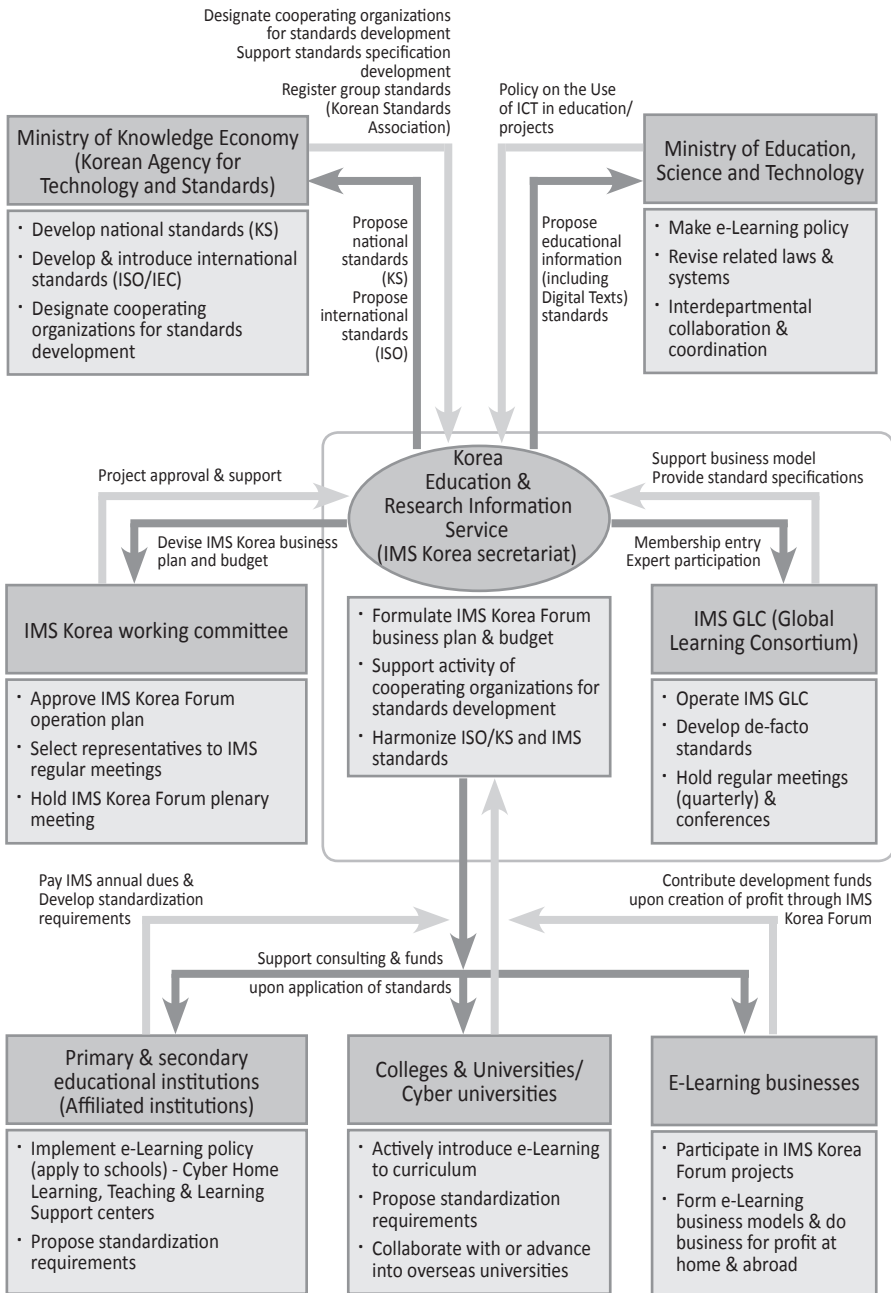 Designate cooperating organizations
for standards development
Support standards specification
development
Register group standards
(Korean Standards
Association)
Policy on the Use
of ICT in education/
projects
Ministry of Knowledge Economy
(Korean Agency for
Technology and Standards)
Ministry of Education,
Science and Technology
· Develop national standards (KS)
· Develop & introduce international
standards (ISO/IEC)
· Designate cooperating
organizations for standards
development
Propose
national
standards
(KS)
Propose
international
standards
(ISO)
Propose
educational
information
(including
Digital Texts)
standards
· Make e-Learning policy
· Revise related laws &
systems
· Interdepartmental
collaboration &
coordination
Project approval & support
Korea
Education &
Research Information
Service
(IMS Korea secretariat)
Support business model
Provide standard specifications
Devise IMS Korea business
plan and budget
Membership entry
Expert participation
IMS Korea working committee
· Approve IMS Korea Forum
operation plan
· Select representatives to IMS
regular meetings
· Hold IMS Korea Forum plenary
meeting
· Formulate IMS Korea Forum
business plan & budget
· Support activity of
cooperating organizations for
standards development
· Harmonize ISO/KS and IMS
standards
IMS GLC (Global
Learning Consortium)
· Operate IMS GLC
· Develop de-facto
standards
· Hold regular meetings
(quarterly) &
conferences
Pay IMS annual dues &
Develop standardization
requirements
Contribute development funds
upon creation of profit through IMS
Korea Forum
Support consulting & funds
upon application of standards
Primary & secondary
educational institutions
(Affiliated institutions)
· Implement e-Learning policy
(apply to schools) - Cyber Home
Learning, Teaching & Learning
Support centers
· Propose standardization
requirements
Colleges & Universities/
Cyber universities
· Actively introduce e-Learning
to curriculum
· Propose standardization
requirements
· Collaborate with or advance
into overseas universities
E-Learning businesses
· Participate in IMS Korea
Forum projects
· Form e-Learning
business models & do
business for profit at
home & abroad